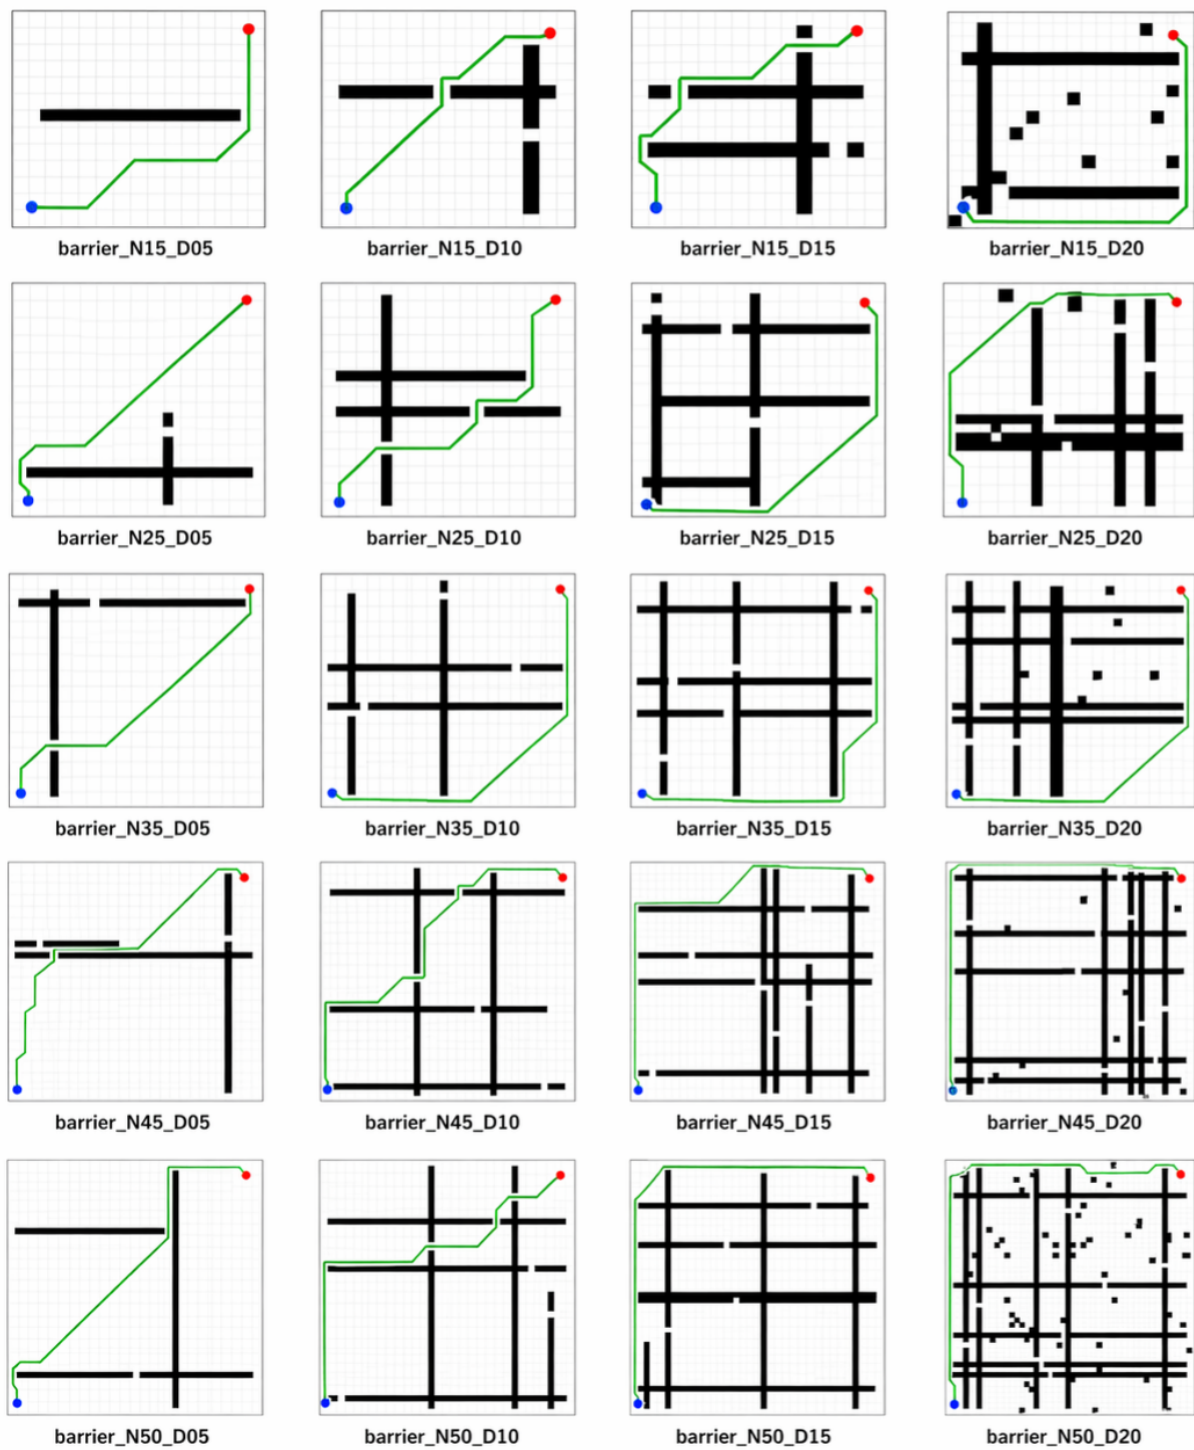 barrier_N15_D05 barrier_N15_D10 barrier_N15_D15 barrier_N15_D20
barrier_N25_D05 barrier_N25_D10 barrier_N25_D15 barrier_N25_D20
barrier_N35_D05 barrier_N35_D10 barrier_N35_D15 barrier_N35_D20
barrier_N45_D05 barrier_N45_D10 barrier_N45_D15 barrier_N45_D20
barrier_N50_D05 barrier_N50_D10 barrier_N50_D15 barrier_N50_D20